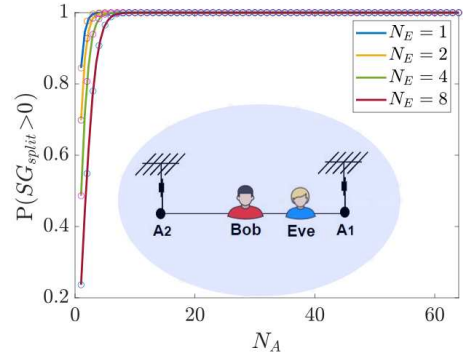 1
0.8
0.6
0.4
0.2
P(SG_split>0)
N_E = 1
N_E = 2
N_E = 4
N_E = 8
A2
Bob
Eve
A1
0
20
40
60
N_A